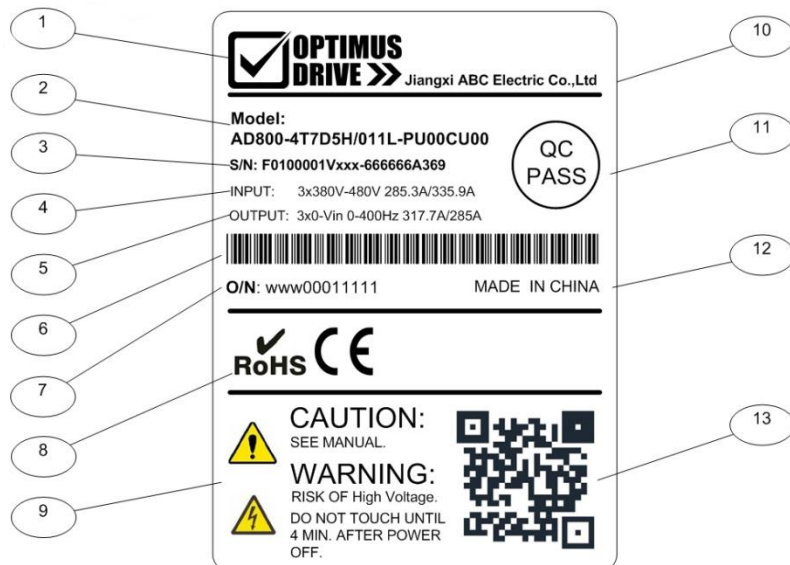 1
2
3
4
5
6
7
8
9
10
11
12
13
OPTIMUS
DRIVE
Jiangxi ABC Electric Co.,Ltd
Model:
AD800-4T7D5H/011L-PU00CU00
S/N: F0100001Vxxx-666666A369
QC
PASS
INPUT: 3x380V-480V 285.3A/335.9A
OUTPUT: 3x0-Vin 0-400Hz 317.7A/285A
O/N: www00011111 MADE IN CHINA
RoHS CE
CAUTION:
SEE MANUAL.
WARNING:
RISK OF High Voltage.
DO NOT TOUCH UNTIL
4 MIN. AFTER POWER
OFF.